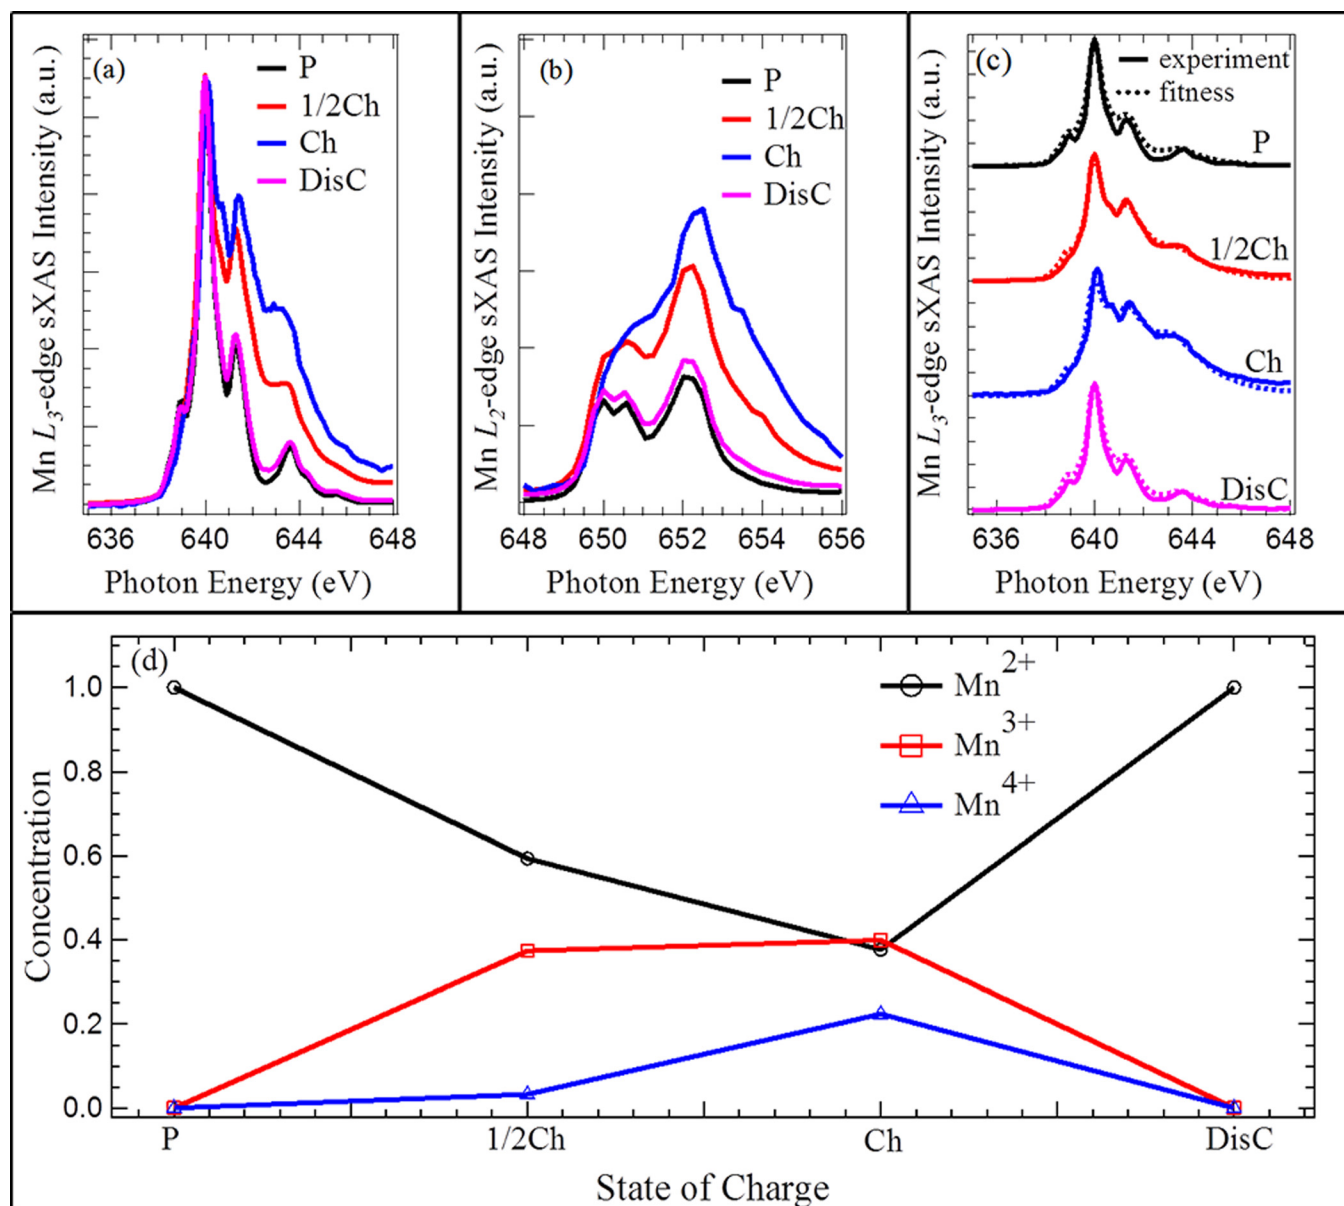 (a)
P
1/2Ch
Ch
DisC
Mn L3-edge sXAS Intensity (a.u.)
636 640 644 648
Photon Energy (eV)
(b)
P
1/2Ch
Ch
DisC
Mn L2-edge sXAS Intensity (a.u.)
648 650 652 654 656
Photon Energy (eV)
(c)
experiment
fitness
P
1/2Ch
Ch
DisC
Mn L3-edge sXAS Intensity (a.u.)
636 640 644 648
Photon Energy (eV)
(d)
Mn2+
Mn3+
Mn4+
1.0
0.8
0.6
0.4
0.2
0.0
Concentration
P 1/2Ch Ch DisC
State of Charge